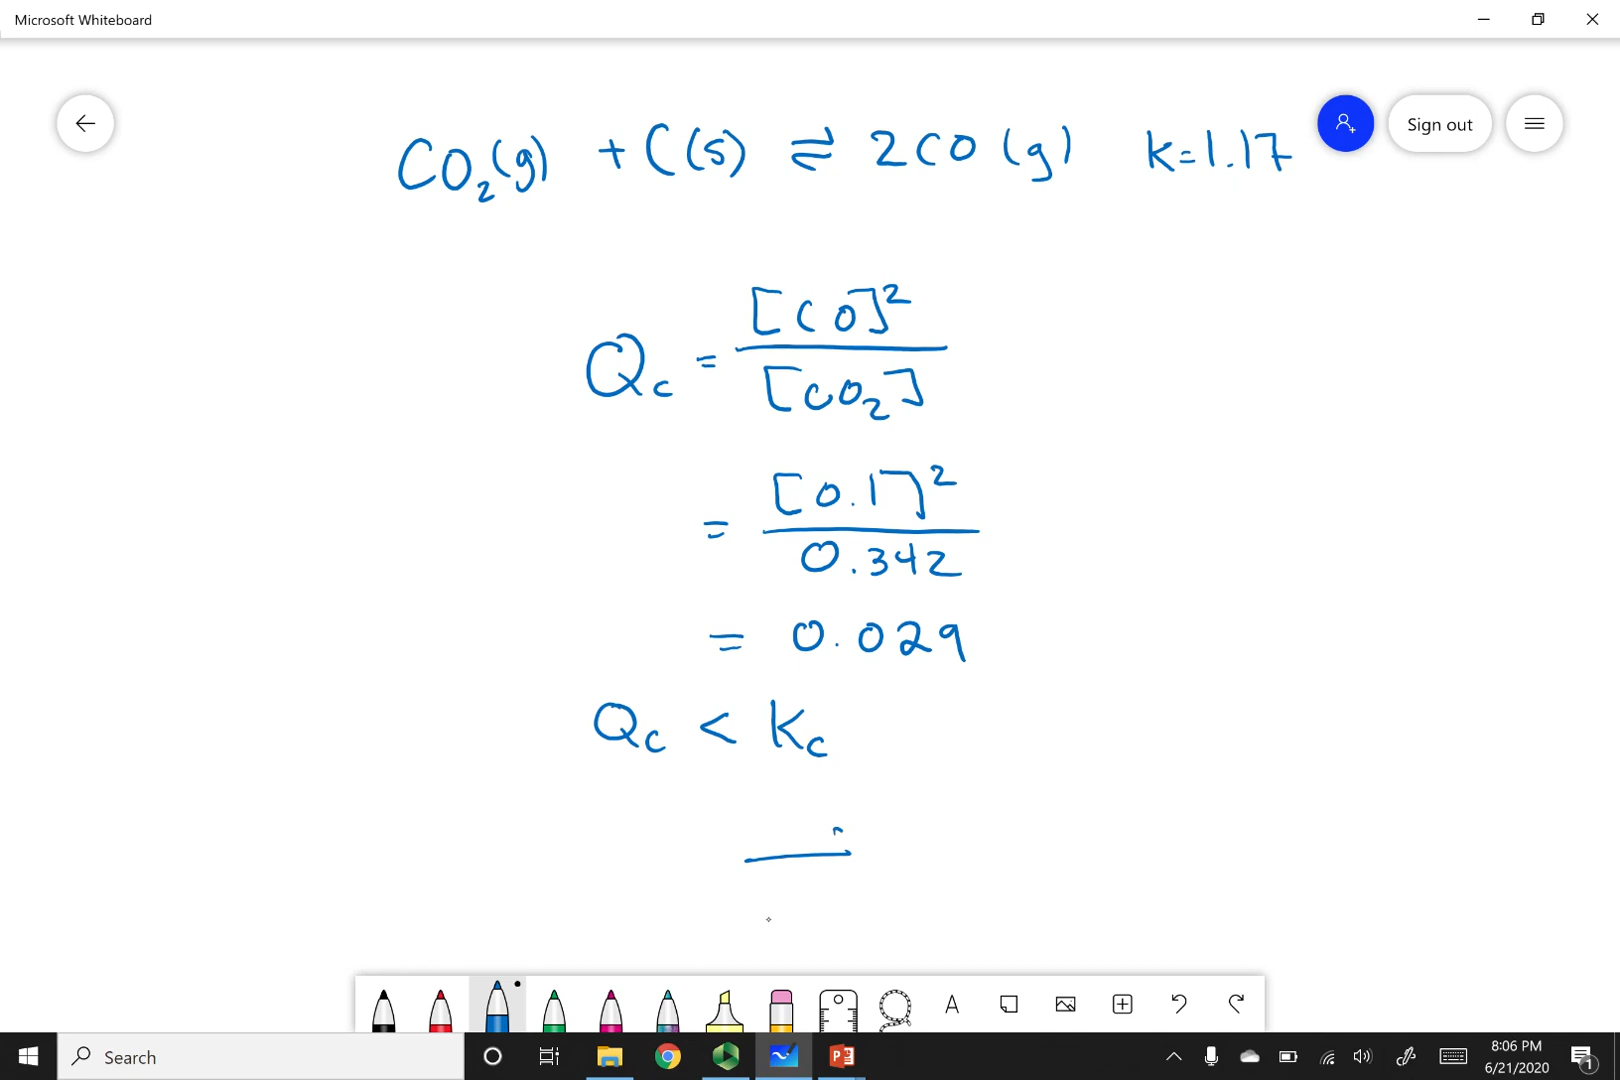 Microsoft Whiteboard
Sign out
CO₂(g) + C(s) ⇌ 2CO (g) K=1.17
Qc = [CO]² / [CO₂]
= [0.1]² / 0.342
= 0.029
Qc < Kc
A
Search
8:06 PM
6/21/2020
1